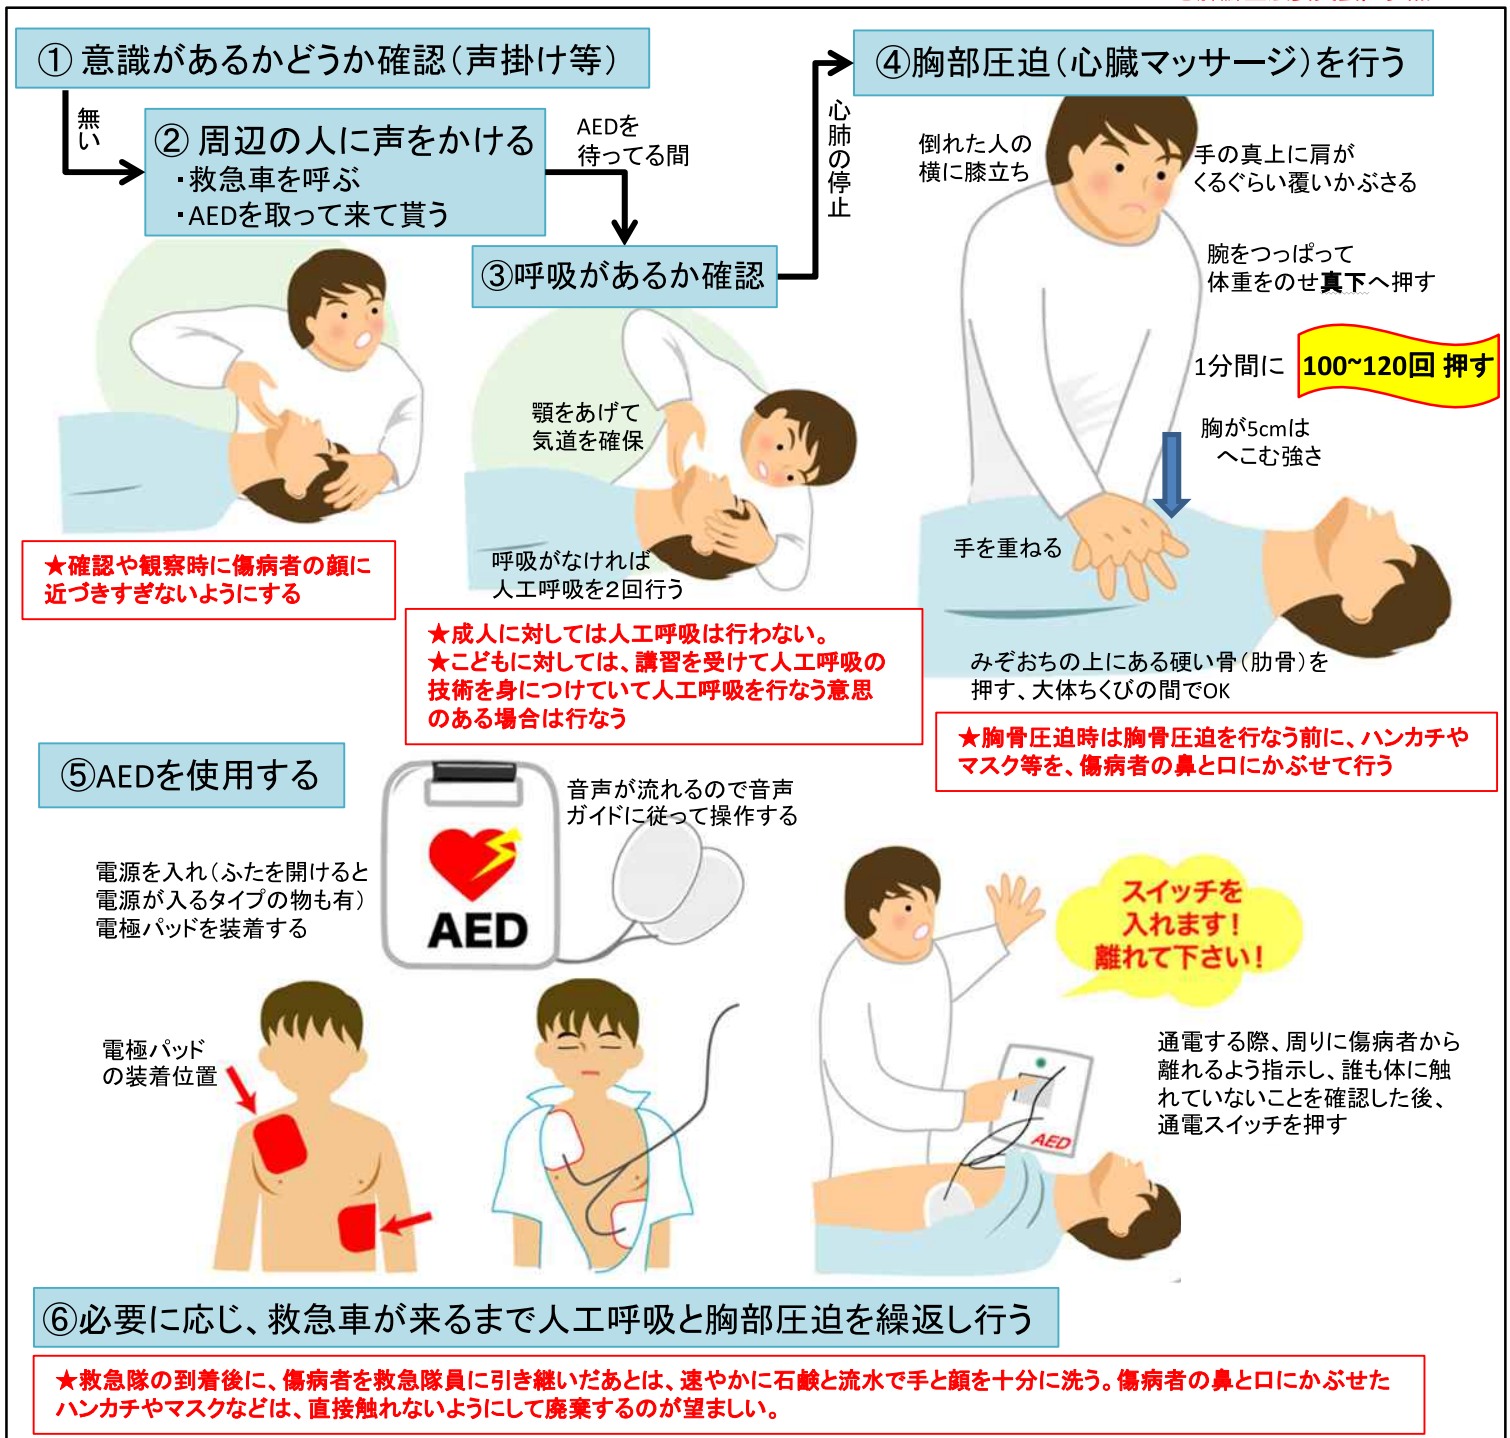 ①意識があるかどうか確認(声掛け等)
無い
②周辺の人に声をかける
・救急車を呼ぶ
・AEDを取って来て貰う
AEDを
待ってる間
③呼吸があるか確認
心肺の停止
④胸部圧迫(心臓マッサージ)を行う
倒れた人の
横に膝立ち
手の真上に肩が
くるぐらい覆いかぶさる
腕をつっぱって
体重をのせ真下へ押す
1分間に
100~120回 押す
胸が5cmは
へこむ強さ
手を重ねる
みぞおちの上にある硬い骨(肋骨)を
押す、大体ちくびの間でOK
顎をあげて
気道を確保
呼吸がなければ
人工呼吸を2回行う
★確認や観察時に傷病者の顔に
近づきすぎないようにする
★成人に対しては人工呼吸は行わない。
★こどもに対しては、講習を受けて人工呼吸の
技術を身につけていて人工呼吸を行なう意思
のある場合は行なう
★胸骨圧迫時は胸骨圧迫を行なう前に、ハンカチや
マスク等を、傷病者の鼻と口にかぶせて行う
⑤AEDを使用する
音声が流れるので音声
ガイドに従って操作する
電源を入れ(ふたを開けると
電源が入るタイプの物も有)
電極パッドを装着する
AED
電極パッド
の装着位置
スイッチを
入れます!
離れて下さい!
AED
通電する際、周りに傷病者から
離れるよう指示し、誰も体に触
れていないことを確認した後、
通電スイッチを押す
⑥必要に応じ、救急車が来るまで人工呼吸と胸部圧迫を繰返し行う
★救急隊の到着後に、傷病者を救急隊員に引き継いだあとは、速やかに石鹸と流水で手と顔を十分に洗う。傷病者の鼻と口にかぶせた
ハンカチやマスクなどは、直接触れないようにして廃棄するのが望ましい。